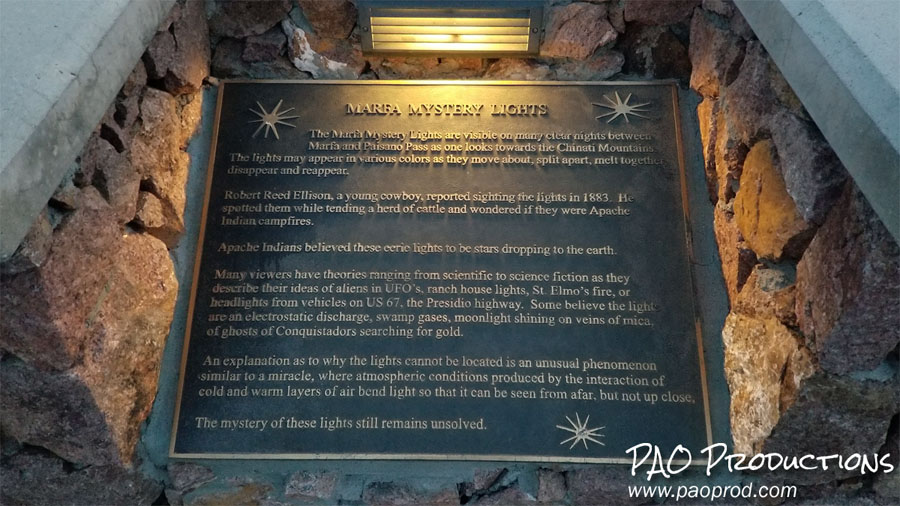 MARFA MYSTERY LIGHTS
The Marfa Mystery Lights are visible on many clear nights between
Marfa and Paisano Pass as one looks towards the Chinati Mountains.
The lights may appear in various colors as they move about, split apart, melt together
disappear and reappear.
Robert Reed Ellison, a young cowboy, reported sighting the lights in 1883. He
spotted them while tending a herd of cattle and wondered if they were Apache
Indian campfires.
Apache Indians believed these eerie lights to be stars dropping to the earth.
Many viewers have theories ranging from scientific to science fiction as they
describe their ideas of aliens in UFO's, ranch house lights, St. Elmo's fire, or
headlights from vehicles on US 67, the Presidio highway. Some believe the light
are an electrostatic discharge, swamp gases, moonlight shining on veins of mica,
of ghosts of Conquistadors searching for gold.
An explanation as to why the lights cannot be located is an unusual phenomenon
similar to a miracle, where atmospheric conditions produced by the interaction of
cold and warm layers of air bend light so that it can be seen from afar, but not up close.
The mystery of these lights still remains unsolved.
PAO PRODUCTIONS
www.paoprod.com